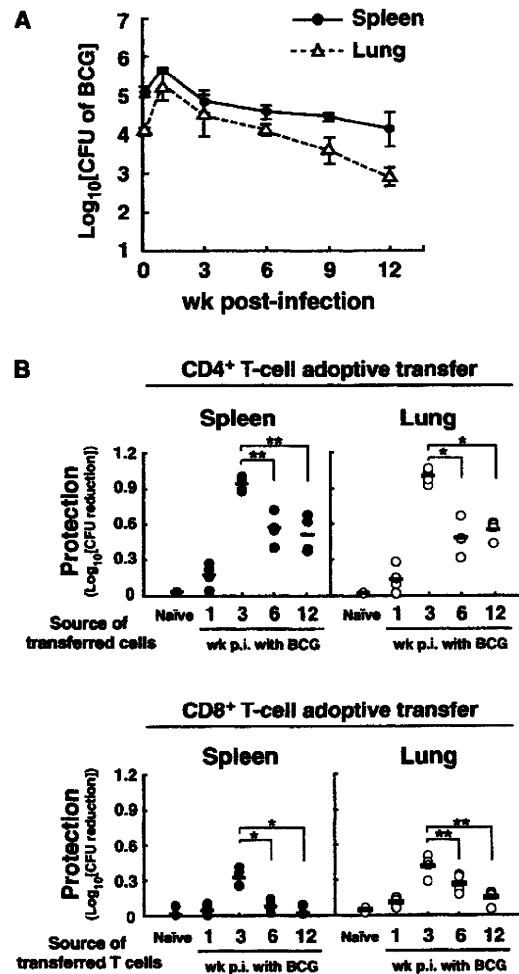 A
Spleen
Lung
Log10[CFU of BCG]
7
6
5
4
3
2
1
0 3 6 9 12
wk post-infection
B
CD4+ T-cell adoptive transfer
Spleen Lung
Protection
(Log10[CFU reduction])
1.2
0.9
0.6
0.3
0
** ** * *
Naïve 1 3 6 12 Naïve 1 3 6 12
Source of
transferred cells
wk p.i. with BCG wk p.i. with BCG
CD8+ T-cell adoptive transfer
Spleen Lung
Protection
(Log10[CFU reduction])
1.2
0.9
0.6
0.3
0
* * ** **
Naïve 1 3 6 12 Naïve 1 3 6 12
Source of
transferred T cells
wk p.i. with BCG wk p.i. with BCG